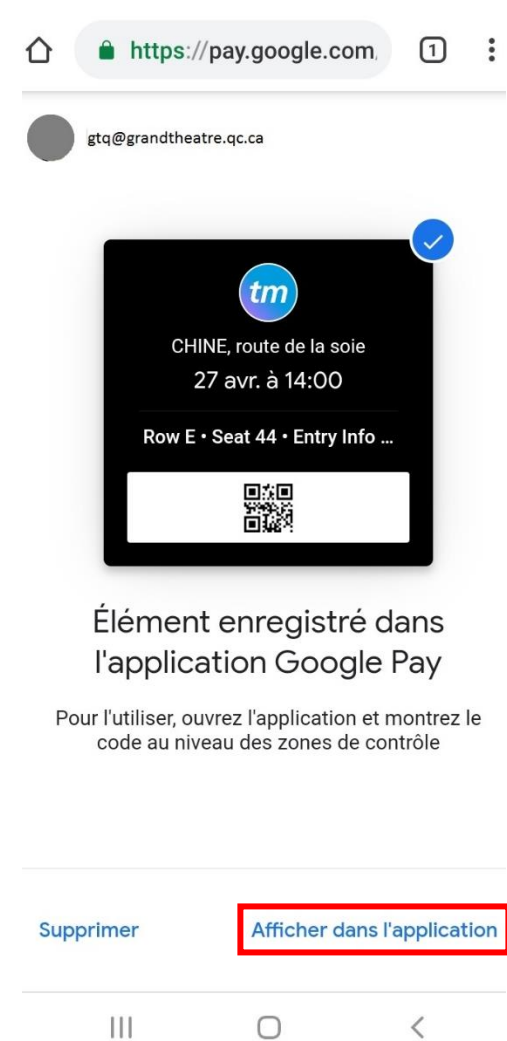 https://pay.google.com
1
gtq@grandtheatre.qc.ca
tm
CHINE, route de la soie
27 avr. à 14:00
Row E • Seat 44 • Entry Info ...
Élément enregistré dans
l'application Google Pay
Pour l'utiliser, ouvrez l'application et montrez le
code au niveau des zones de contrôle
Supprimer
Afficher dans l'application